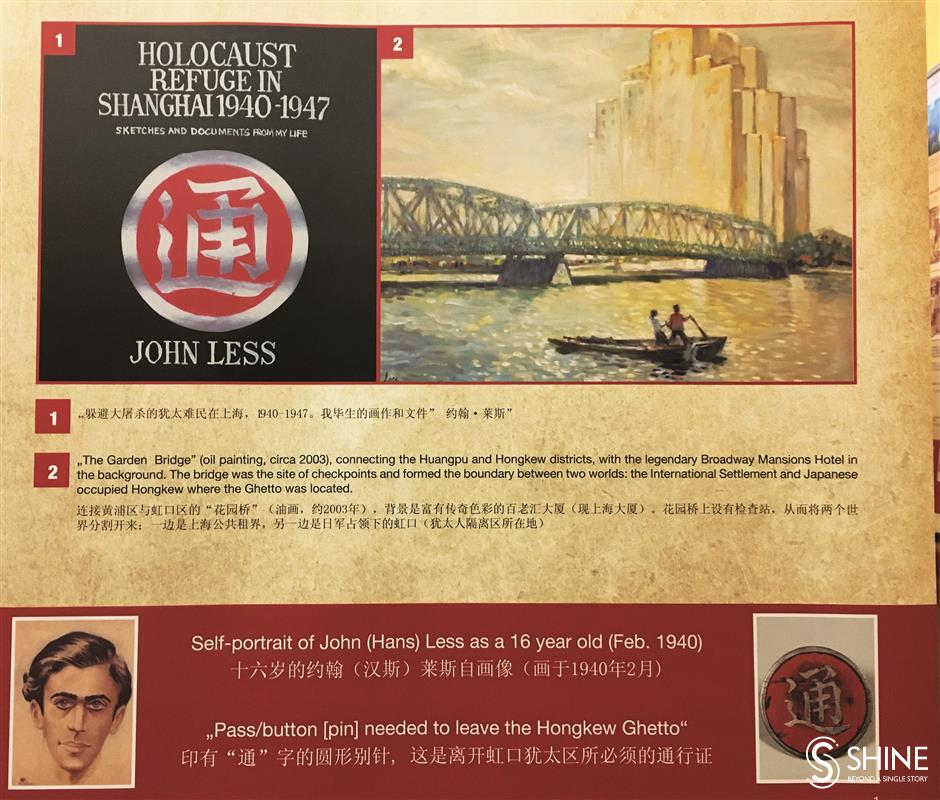 1
HOLOCAUST
REFUGE IN
SHANGHAI 1940-1947
SKETCHES AND DOCUMENTS FROM MY LIFE
通
JOHN LESS
2
Less
1
„躲避大屠杀的犹太难民在上海，1940-1947。我毕生的画作和文件” 约翰·莱斯”
2
„The Garden Bridge” (oil painting, circa 2003), connecting the Huangpu and Hongkew districts, with the legendary Broadway Mansions Hotel in
the background. The bridge was the site of checkpoints and formed the boundary between two worlds: the International Settlement and Japanese
occupied Hongkew where the Ghetto was located.
连接黄浦区与虹口区的“花园桥”（油画，约2003年），背景是富有传奇色彩的百老汇大厦（现上海大厦）。花园桥上设有检查站，从而将两个世
界分割开来：一边是上海公共租界，另一边是日军占领下的虹口（犹太人隔离区所在地）
Self-portrait of John (Hans) Less as a 16 year old (Feb. 1940)
十六岁的约翰（汉斯）莱斯自画像（画于1940年2月）
„Pass/button [pin] needed to leave the Hongkew Ghetto“
印有“通”字的圆形别针，这是离开虹口犹太区所必须的通行证
通
SHINE
BEYOND A SINGLE STORY
1